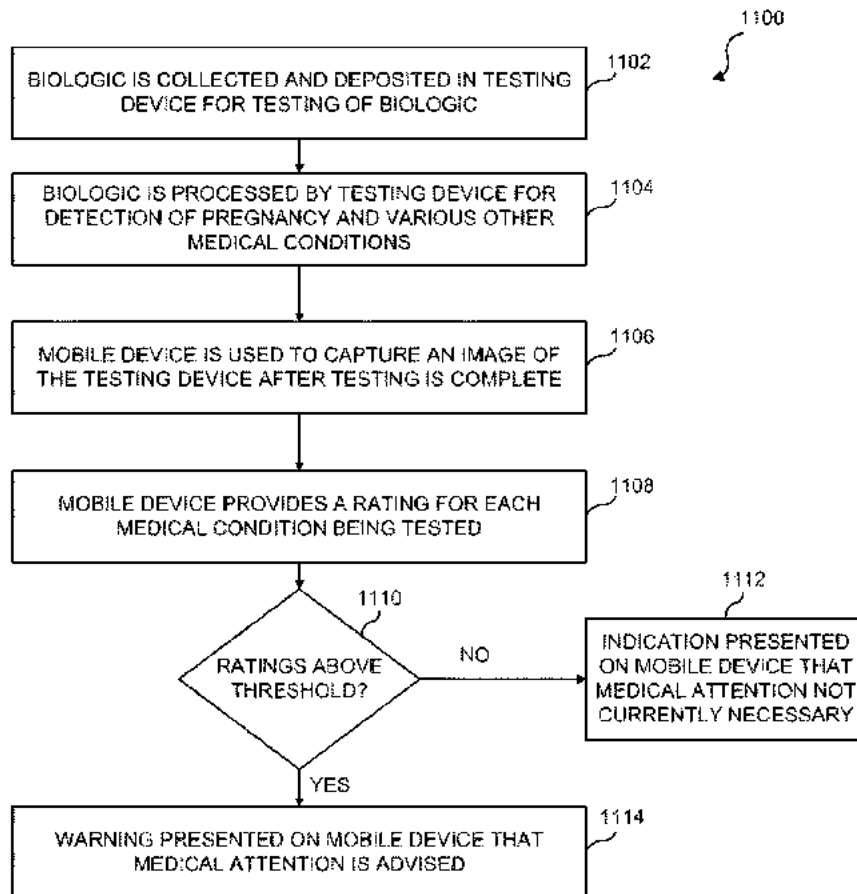 1100
1102
BIOLOGIC IS COLLECTED AND DEPOSITED IN TESTING
DEVICE FOR TESTING OF BIOLOGIC
1104
BIOLOGIC IS PROCESSED BY TESTING DEVICE FOR
DETECTION OF PREGNANCY AND VARIOUS OTHER
MEDICAL CONDITIONS
1106
MOBILE DEVICE IS USED TO CAPTURE AN IMAGE OF
THE TESTING DEVICE AFTER TESTING IS COMPLETE
1108
MOBILE DEVICE PROVIDES A RATING FOR EACH
MEDICAL CONDITION BEING TESTED
1110
RATINGS ABOVE
THRESHOLD?
NO
1112
INDICATION PRESENTED
ON MOBILE DEVICE THAT
MEDICAL ATTENTION NOT
CURRENTLY NECESSARY
YES
1114
WARNING PRESENTED ON MOBILE DEVICE THAT
MEDICAL ATTENTION IS ADVISED